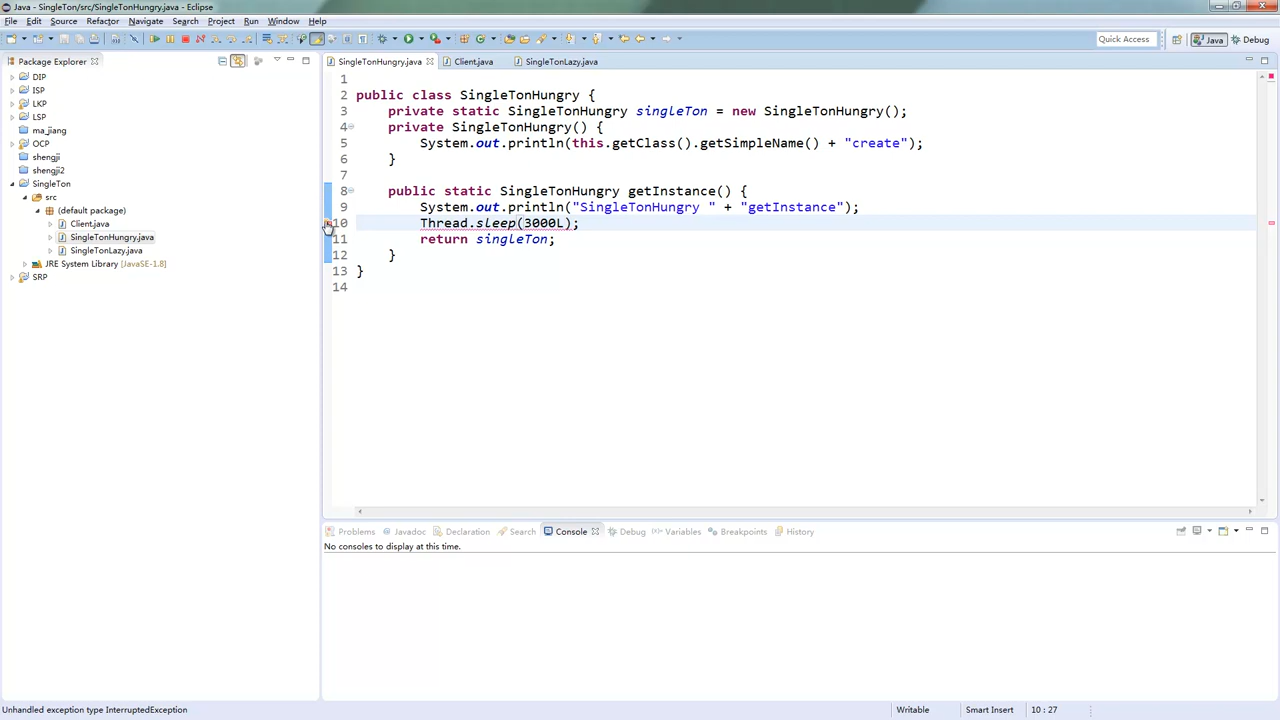 Java - SingleTon/src/SingleTonHungry.java - Eclipse
File Edit Source Refactor Navigate Search Project Run Window Help
Quick Access Java Debug
Package Explorer SingleTonHungry.java Client.java SingleTonLazy.java
DIP
ISP
LKP
LSP
ma_jiang
OCP
shengji
shengji2
SingleTon
src
(default package)
Client.java
SingleTonHungry.java
SingleTonLazy.java
JRE System Library [JavaSE-1.8]
SRP
1
2 public class SingleTonHungry {
3 private static SingleTonHungry singleTon = new SingleTonHungry();
4 private SingleTonHungry() {
5 System.out.println(this.getClass().getSimpleName() + "create");
6 }
7
8 public static SingleTonHungry getInstance() {
9 System.out.println("SingleTonHungry " + "getInstance");
10 Thread.sleep(3000L);
11 return singleTon;
12 }
13 }
14
Problems Javadoc Declaration Search Console Debug Variables Breakpoints History
No consoles to display at this time.
Unhandled exception type InterruptedException Writable Smart Insert 10 : 27